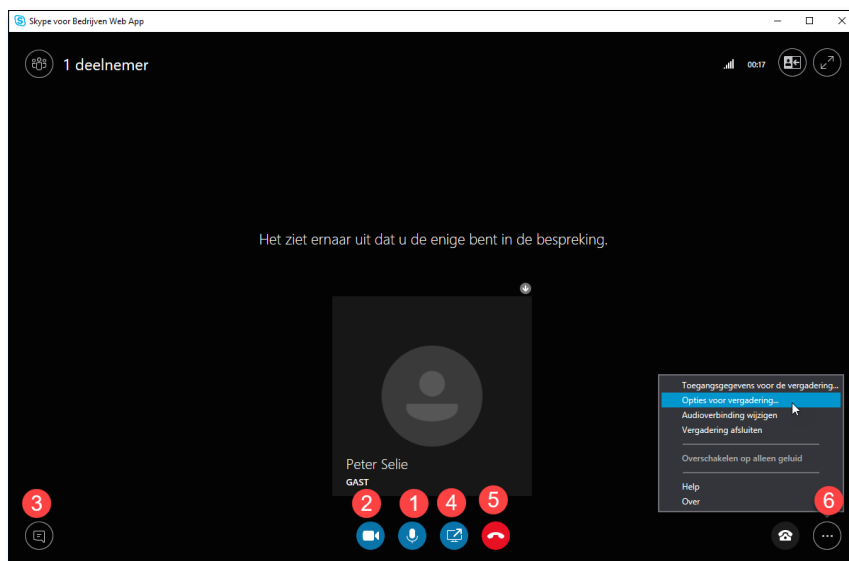 Skype voor Bedrijven Web App
1 deelnemer
00:17
Het ziet ernaar uit dat u de enige bent in de bespreking.
Toegangsgegevens voor de vergadering...
Opties voor vergadering...
Audioverbinding wijzigen
Vergadering afsluiten
Overschakelen op alleen geluid
Help
Over
Peter Selie
GAST
3
2
1
4
5
6